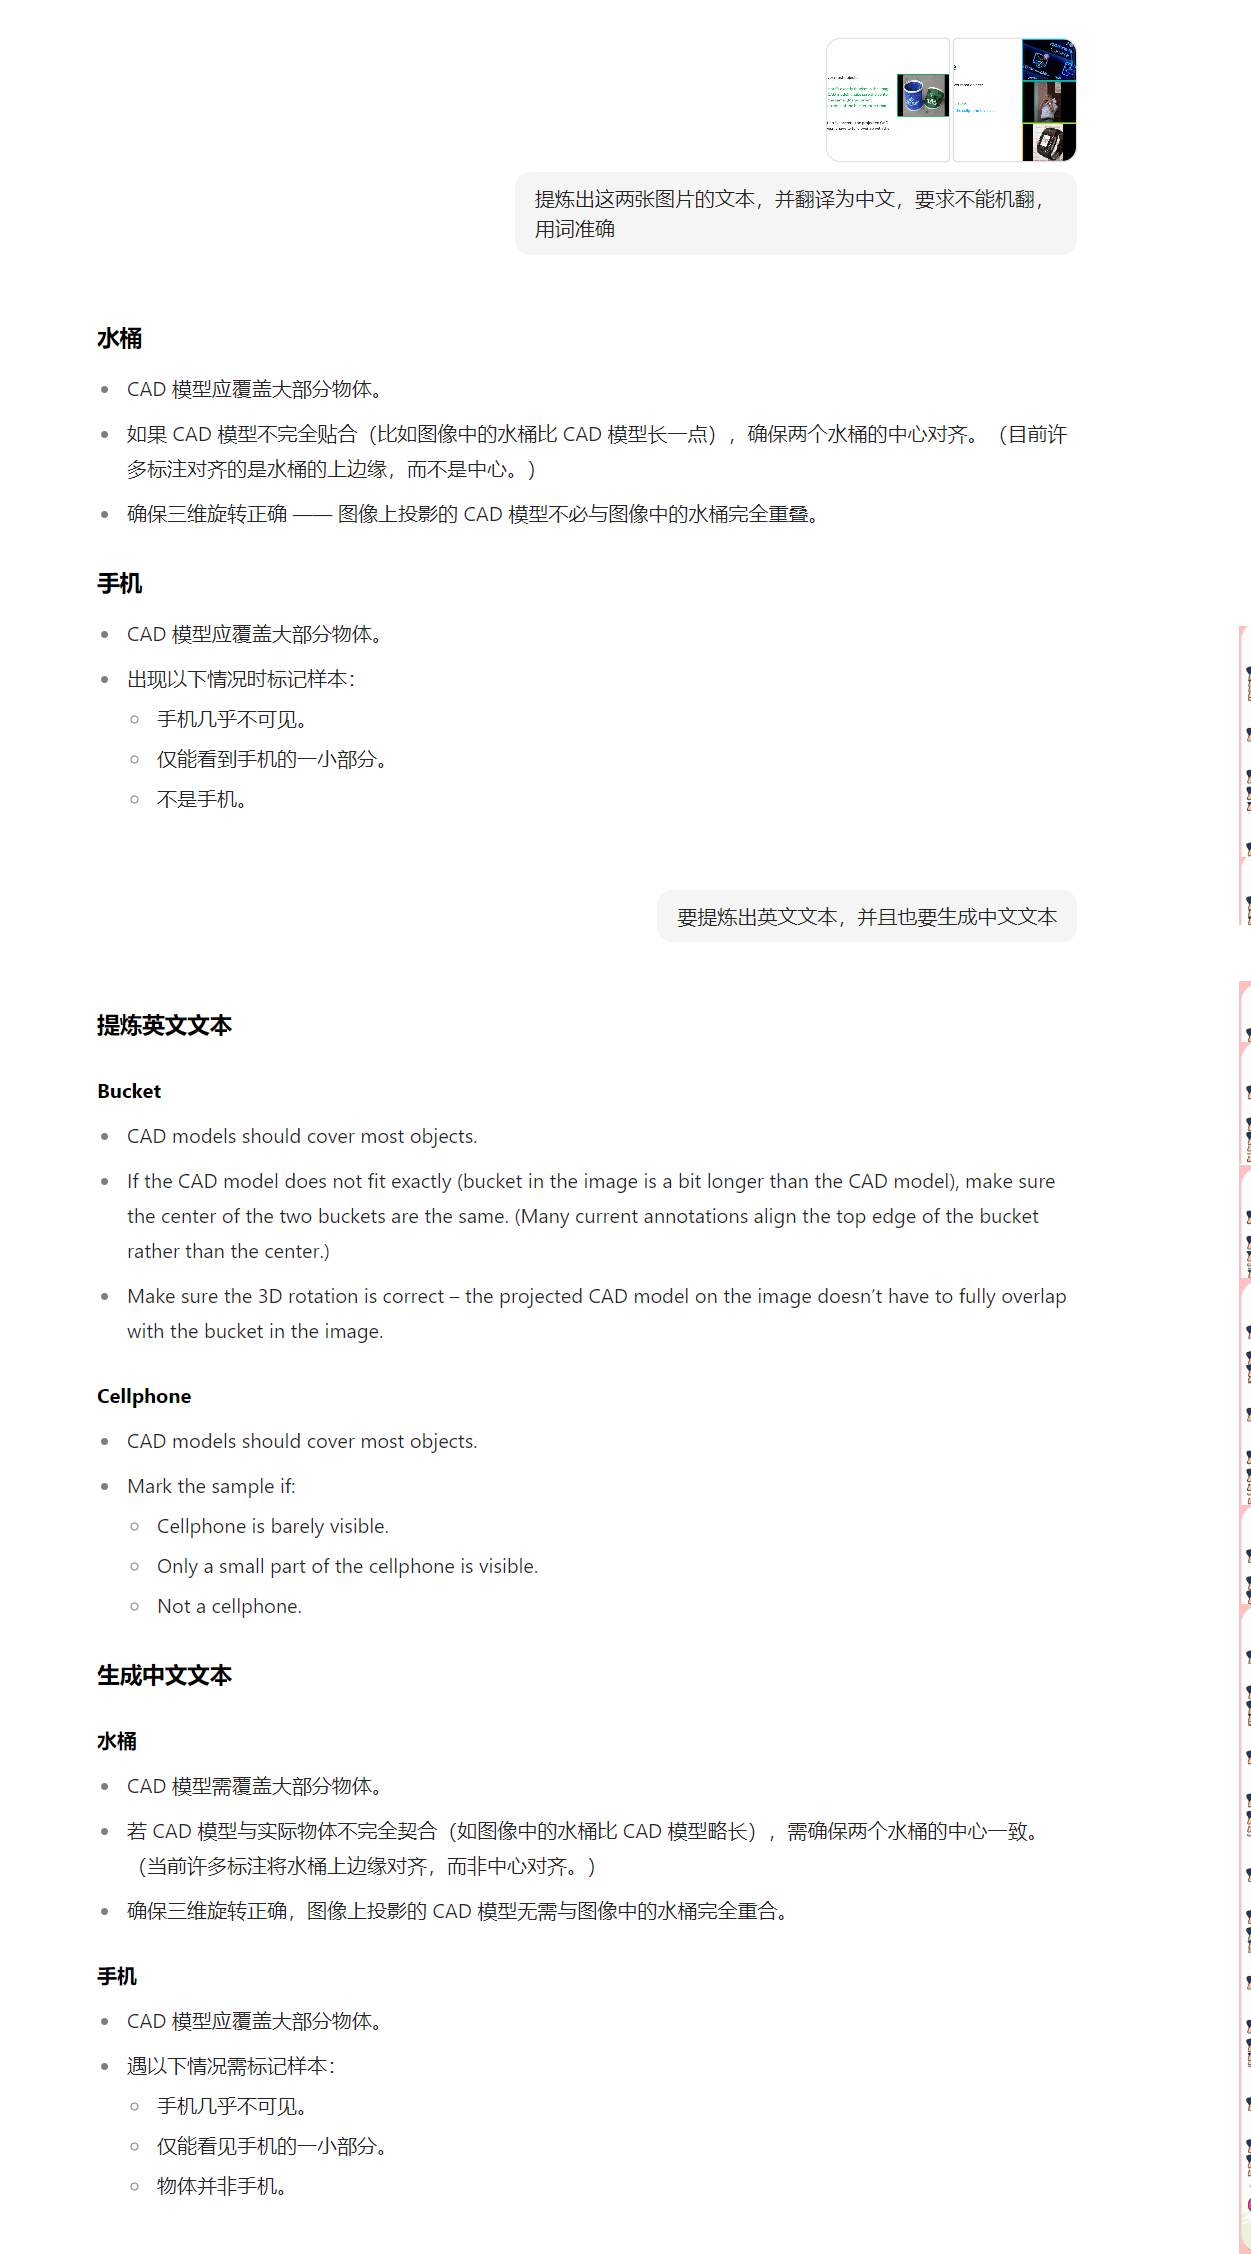 提炼出这两张图片的文本，并翻译为中文，要求不能机翻，
用词准确
水桶
CAD 模型应覆盖大部分物体。
如果 CAD 模型不完全贴合（比如图像中的水桶比 CAD 模型长一点），确保两个水桶的中心对齐。（目前许
多标注对齐的是水桶的上边缘，而不是中心。）
确保三维旋转正确 —— 图像上投影的 CAD 模型不必与图像中的水桶完全重叠。
手机
CAD 模型应覆盖大部分物体。
出现以下情况时标记样本：
手机几乎不可见。
仅能看到手机的一小部分。
不是手机。
要提炼出英文文本，并且也要生成中文文本
提炼英文文本
Bucket
CAD models should cover most objects.
If the CAD model does not fit exactly (bucket in the image is a bit longer than the CAD model), make sure
the center of the two buckets are the same. (Many current annotations align the top edge of the bucket
rather than the center.)
Make sure the 3D rotation is correct – the projected CAD model on the image doesn’t have to fully overlap
with the bucket in the image.
Cellphone
CAD models should cover most objects.
Mark the sample if:
Cellphone is barely visible.
Only a small part of the cellphone is visible.
Not a cellphone.
生成中文文本
水桶
CAD 模型需覆盖大部分物体。
若 CAD 模型与实际物体不完全契合（如图像中的水桶比 CAD 模型略长），需确保两个水桶的中心一致。
（当前许多标注将水桶上边缘对齐，而非中心对齐。）
确保三维旋转正确，图像上投影的 CAD 模型无需与图像中的水桶完全重合。
手机
CAD 模型应覆盖大部分物体。
遇以下情况需标记样本：
手机几乎不可见。
仅能看见手机的一小部分。
物体并非手机。